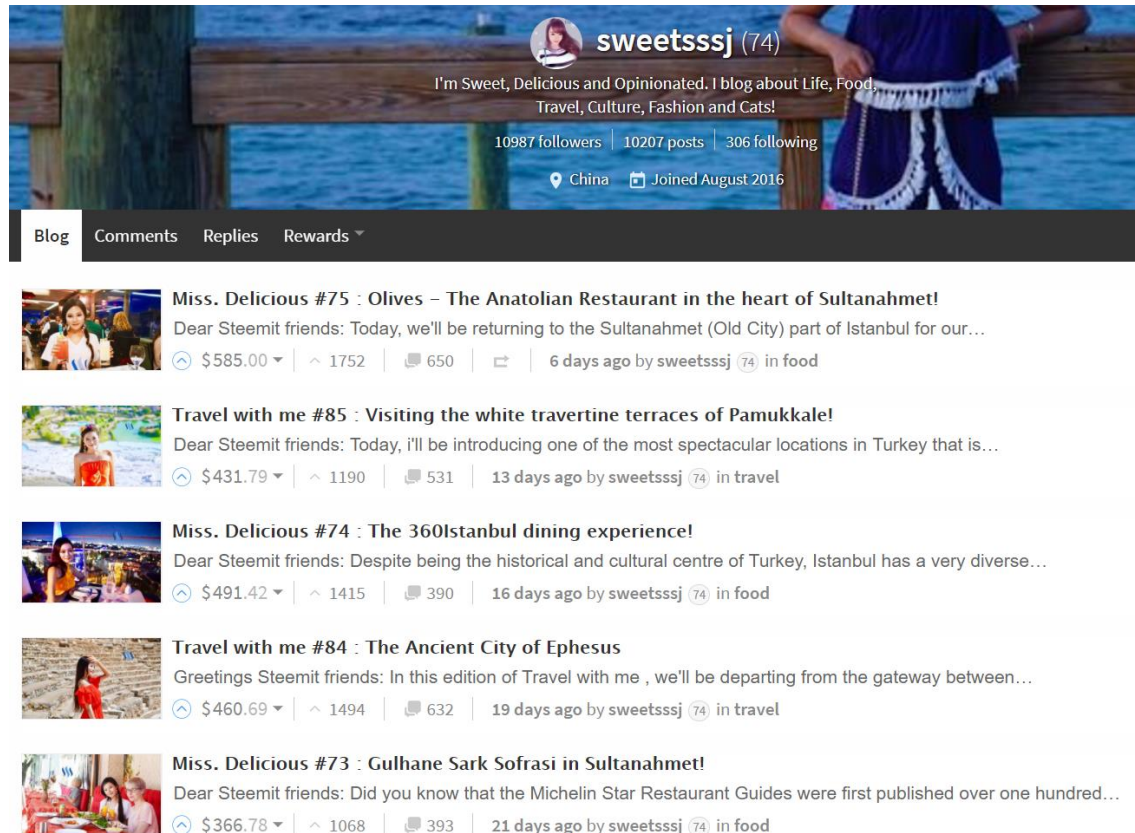 sweetsssj (74)
I'm Sweet, Delicious and Opinionated. I blog about Life, Food,
Travel, Culture, Fashion and Cats!
10987 followers 10207 posts 306 following
China Joined August 2016
Blog Comments Replies Rewards
Miss. Delicious #75 : Olives – The Anatolian Restaurant in the heart of Sultanahmet!
Dear Steemit friends: Today, we'll be returning to the Sultanahmet (Old City) part of Istanbul for our…
$585.00 1752 650 6 days ago by sweetsssj 74 in food
Travel with me #85 : Visiting the white travertine terraces of Pamukkale!
Dear Steemit friends: Today, i'll be introducing one of the most spectacular locations in Turkey that is…
$431.79 1190 531 13 days ago by sweetsssj 74 in travel
Miss. Delicious #74 : The 360Istanbul dining experience!
Dear Steemit friends: Despite being the historical and cultural centre of Turkey, Istanbul has a very diverse…
$491.42 1415 390 16 days ago by sweetsssj 74 in food
Travel with me #84 : The Ancient City of Ephesus
Greetings Steemit friends: In this edition of Travel with me , we'll be departing from the gateway between…
$460.69 1494 632 19 days ago by sweetsssj 74 in travel
Miss. Delicious #73 : Gulhane Sark Sofrasi in Sultanahmet!
Dear Steemit friends: Did you know that the Michelin Star Restaurant Guides were first published over one hundred…
$366.78 1068 393 21 days ago by sweetsssj 74 in food